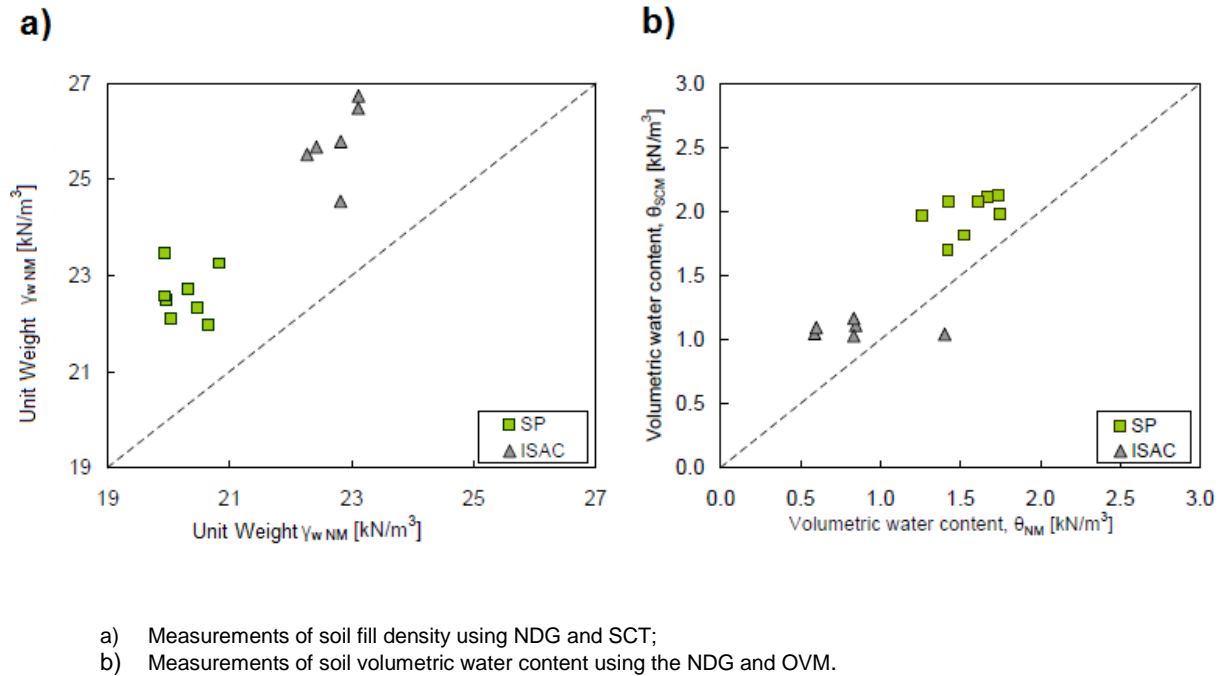 a)
b)
27
25
23
21
19
19
21
23
25
27
Unit Weight γw NM [kN/m³]
Unit Weight γw NM [kN/m³]
SP
ISAC
3.0
2.5
2.0
1.5
1.0
0.5
0.0
0.0
0.5
1.0
1.5
2.0
2.5
3.0
Volumetric water content, θSCM [kN/m³]
Volumetric water content, θNM [kN/m³]
SP
ISAC
a) Measurements of soil fill density using NDG and SCT;
b) Measurements of soil volumetric water content using the NDG and OVM.